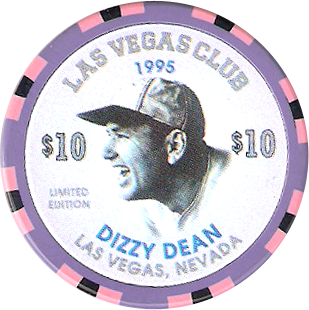 LAS VEGAS CLUB
1995
$10 $10
LIMITED
EDITION
DIZZY DEAN
LAS VEGAS, NEVADA